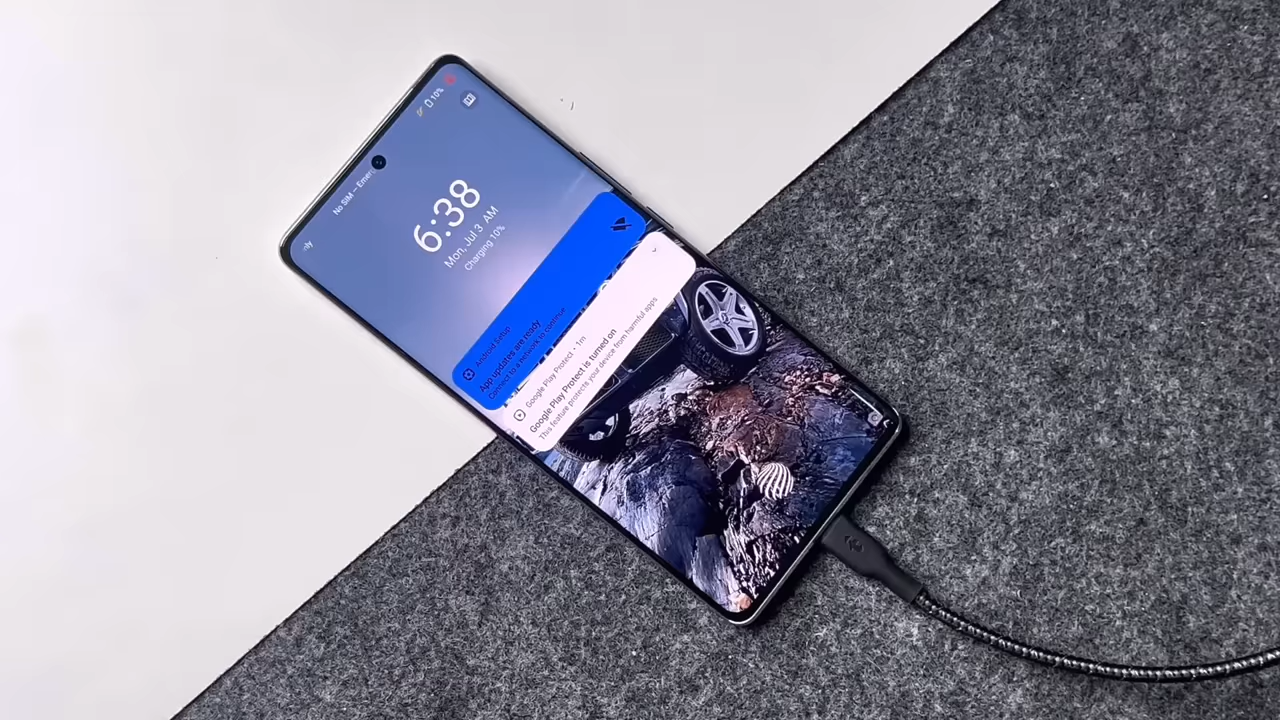 No SIM — Emer
10%
6:38
Mon, Jul 3 AM
Charging 10%
Android Setup
App updates are ready
Connect to a network to continue
Google Play Protect • 1m
Google Play Protect is turned on
This feature protects your device from harmful apps